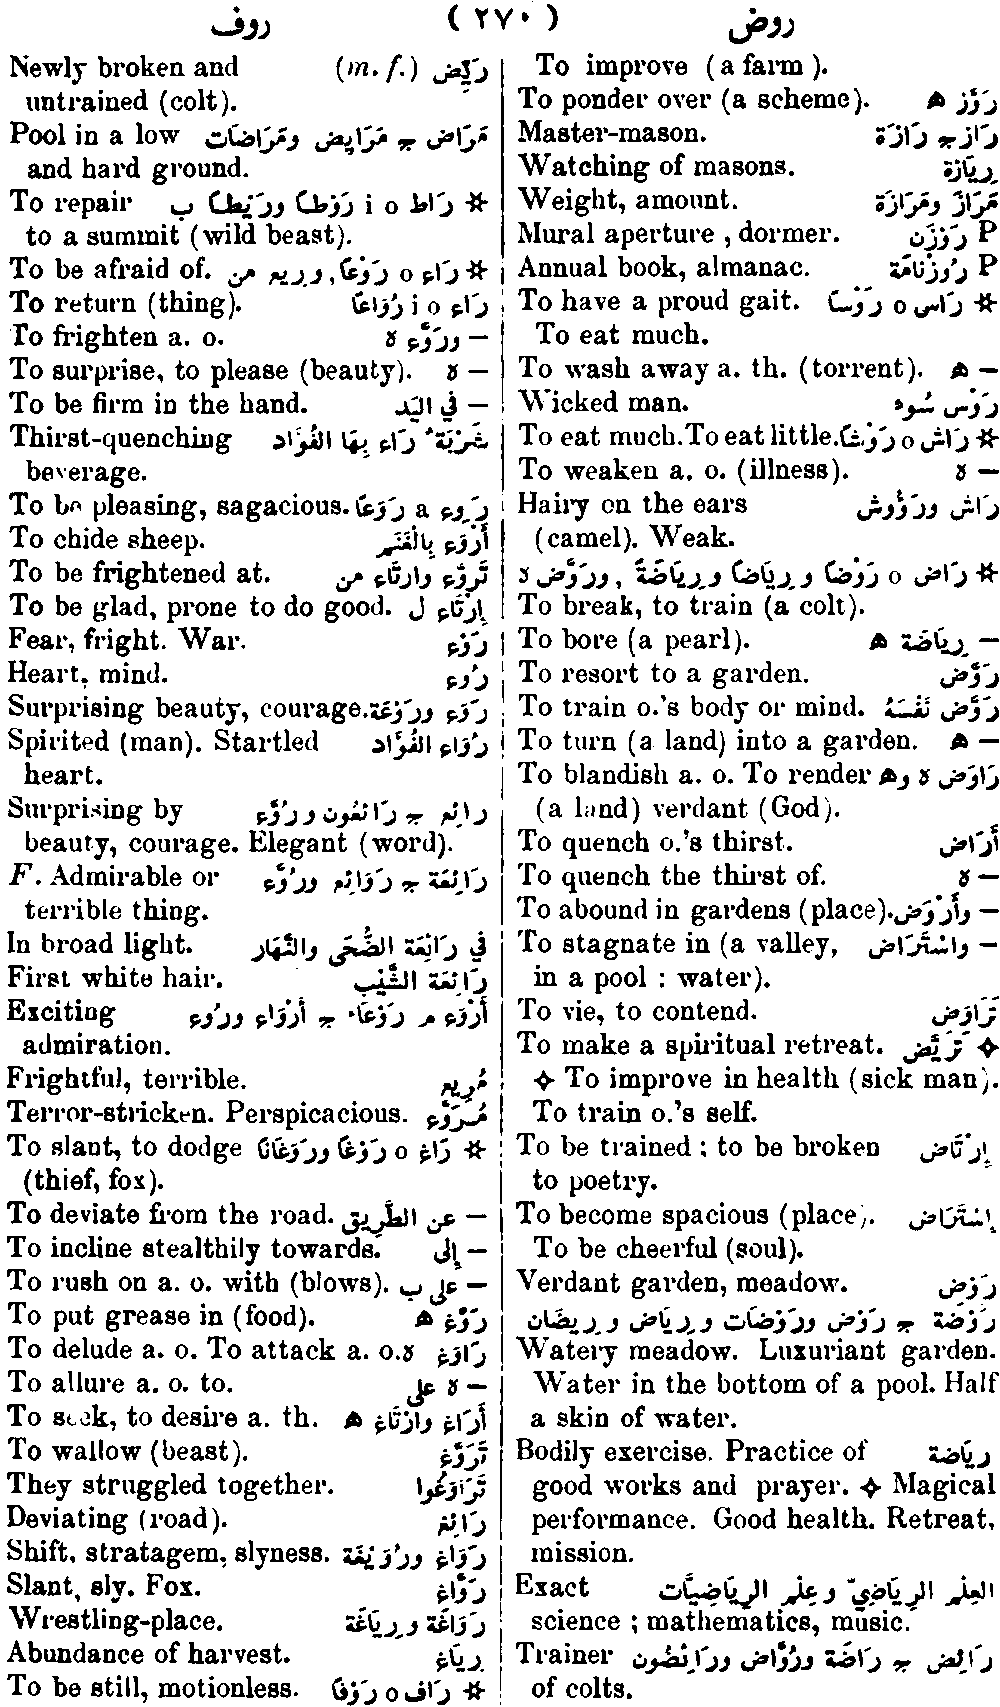 روض ( ٢٧٠ ) روف
To improve (a farm).
To ponder over (a scheme). رَوَّز ه
Master-mason. رَاز ج رَازَة
Watching of masons. رِيَازَة
Weight, amount. مَرَاز ومَرَازَة
Mural aperture, dormer. P رَوْزَن
Annual book, almanac. P رُوزْنَامَة
To have a proud gait. ✲ رَاس o رَوْسًا
To eat much.
To wash away a. th. (torrent). – ه
Wicked man. رَوْس سُوء
To eat much. To eat little. ✲ رَاش o رَوْشًا
To weaken a. o. (illness). – ه
Hairy on the ears رَاش ورَؤُوش
(camel). Weak.
✲ رَاض o رَوْضًا ورِيَاضًا ورِيَاضَةً, ورَوَّض ه
To break, to train (a colt).
To bore (a pearl). – رِيَاضَة ه
To resort to a garden. رَوَّض
To train o.'s body or mind. رَوَّض نَفْسَهُ
To turn (a land) into a garden. – ه
To blandish a. o. To render رَاوَض ه وه
(a land) verdant (God).
To quench o.'s thirst. أَرَاض
To quench the thirst of. – ه
To abound in gardens (place). – وأَرْوَض
To stagnate in (a valley, – واسْتَرَاض
in a pool : water).
To vie, to contend. تَرَاوَض
To make a spiritual retreat. ✧ تَرَيَّض
✧ To improve in health (sick man).
To train o.'s self.
To be trained ; to be broken إِرْتَاض
to poetry.
To become spacious (place). إِسْتَرَاض
To be cheerful (soul).
Verdant garden, meadow. رَوْض
رَوْضَة ج رَوْض ورَوْضَات ورِيَاض ورِيضَان
Watery meadow. Luxuriant garden.
Water in the bottom of a pool. Half
a skin of water.
Bodily exercise. Practice of رِيَاضَة
good works and prayer. ✧ Magical
performance. Good health. Retreat,
mission.
Exact العِلْم الرِيَاضِيّ وعِلْم الرِيَاضِيَّات
science ; mathematics, music.
Trainer رَائِض ج رَاضَة ورُوَّاض ورَائِضُون
of colts.
Newly broken and (m. f.) رَيِّض
untrained (colt).
Pool in a low مَرَاض ج مَرَايِض ومَرَاضَات
and hard ground.
To repair ✲ رَاط i o رَوْطًا ورَيْطًا ب
to a summit (wild beast).
To be afraid of. ✲ رَاع o رَوْعًا, ورِيع من
To return (thing). رَاع i o رُوَاعًا
To frighten a. o. – ورَوَّع ه
To surprise, to please (beauty). – ه
To be firm in the hand. – في اليَد
Thirst-quenching شَرْبَة رَاع بِهَا الفُؤَاد
beverage.
To be pleasing, sagacious. رَوِع a رَوَعًا
To chide sheep. أَرْوَع بِالْغَنَم
To be frightened at. تَرَوَّع وارتَاع من
To be glad, prone to do good. إِرْتَاع ل
Fear, fright. War. رَوْع
Heart, mind. رُوع
Surprising beauty, courage. رَوَع ورَوْعَة
Spirited (man). Startled رُوَاع الفُؤَاد
heart.
Surprising by رائِع ج رَائِعُون ورُوَّع
beauty, courage. Elegant (word).
F. Admirable or رَائِعَة ج رَوَائِع ورُوَّع
terrible thing.
In broad light. في رَائِعَة الضُّحَى والنَّهَار
First white hair. رَائِعَة الشَّيْب
Exciting أَرْوَع م رَوْعَاء ج أَرْوَاع ورُوع
admiration.
Frightful, terrible. مُرِيع
Terror-stricken. Perspicacious. مُرَوَّع
To slant, to dodge ✲ رَاغ o رَوْغًا ورَوَغَانًا
(thief, fox).
To deviate from the road. – عن الطَّرِيق
To incline stealthily towards. – إِلى
To rush on a. o. with (blows). – على ب
To put grease in (food). رَوَّغ ه
To delude a. o. To attack a. o. رَاوَغ ه
To allure a. o. to. – ه على
To seek, to desire a. th. أَرَاغ وارْتَاغ ه
To wallow (beast). تَرَوَّغ
They struggled together. تَرَاوَغُوا
Deviating (road). رَائِغ
Shift, stratagem, slyness. رَوَاغ ورُوَيْغَة
Slant, sly. Fox. رَوَّاغ
Wrestling-place. رَوَاغَة ورِيَاغَة
Abundance of harvest. رِيَاغ
To be still, motionless. ✲ رَاف o رَوْفًا